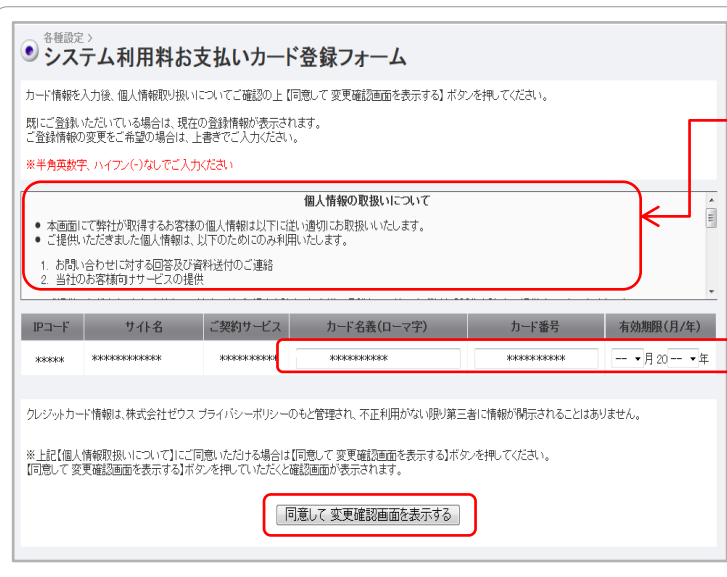 各種設定 >
システム利用料お支払いカード登録フォーム
カード情報を入力後、個人情報取り扱いについてご確認の上【同意して 変更確認画面を表示する】ボタンを押してください。
既にご登録いただいている場合は、現在の登録情報が表示されます。
ご登録情報の変更をご希望の場合は、上書きでご入力ください。
※半角英数字、ハイフン(-)なしでご入力ください
個人情報の取扱いについて
● 本画面にて弊社が取得するお客様の個人情報は以下に従い適切にお取扱いいたします。
● ご提供いただきました個人情報は、以下のためにのみ利用いたします。
1. お問い合わせに対する回答及び資料送付のご連絡
2. 当社のお客様向けサービスの提供
IPコード サイト名 ご契約サービス カード名義(ローマ字) カード番号 有効期限(月/年)
***** ************ ********** ********** ********** -- 月 20 -- 年
クレジットカード情報は、株式会社ゼウス プライバシーポリシーのもと管理され、不正利用がない限り第三者に情報が開示されることはありません。
※上記【個人情報取扱いについて】にご同意いただける場合は【同意して 変更確認画面を表示する】ボタンを押してください。
【同意して 変更確認画面を表示する】ボタンを押していただくと確認画面が表示されます。
同意して 変更確認画面を表示する